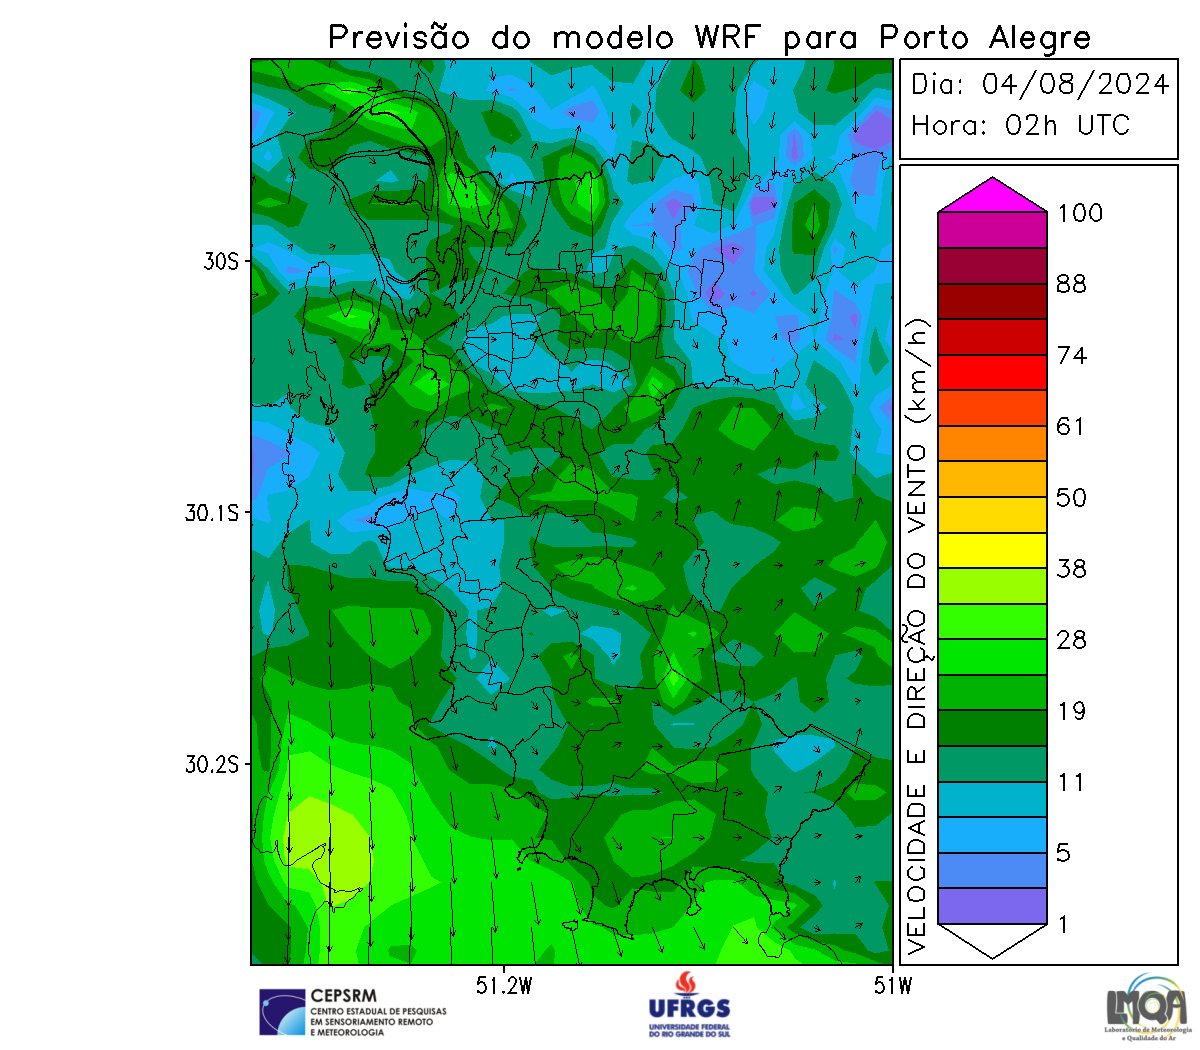 Previsão do modelo WRF para Porto Alegre
Dia: 04/08/2024
Hora: 02h UTC
30S
30.1S
30.2S
51.2W
51W
VELOCIDADE E DIREÇÃO DO VENTO (km/h)
100
88
74
61
50
38
28
19
11
5
1
CEPSRM
CENTRO ESTADUAL DE PESQUISAS
EM SENSORIAMENTO REMOTO
E METEOROLOGIA
UFRGS
UNIVERSIDADE FEDERAL
DO RIO GRANDE DO SUL
LMQA
Laboratório de Meteorologia
e Qualidade do Ar